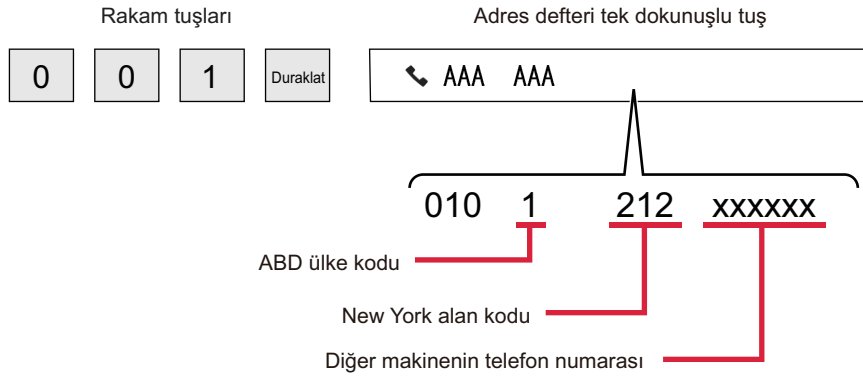 Rakam tuşları
Adres defteri tek dokunuşlu tuş
0 0 1 Duraklat AAA AAA
010 1 212 xxxxxx
ABD ülke kodu
New York alan kodu
Diğer makinenin telefon numarası